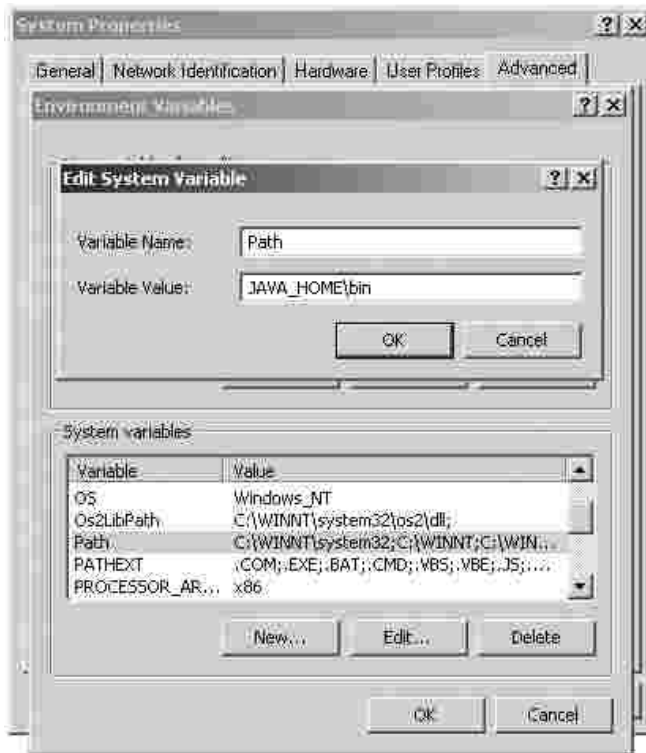 System Properties
? X
General Network Identification Hardware User Profiles Advanced
Environment Variables
? X
Edit System Variable
? X
Variable Name: Path
Variable Value: JAVA_HOME\bin
OK Cancel
System variables
Variable Value
OS Windows_NT
Os2LibPath C:\WINNT\system32\os2\dll;
Path C:\WINNT\system32;C:\WINNT;C:\WIN...
PATHEXT .COM;.EXE;.BAT;.CMD;.VBS;.VBE;.JS;....
PROCESSOR_AR... x86
New... Edit... Delete
OK Cancel